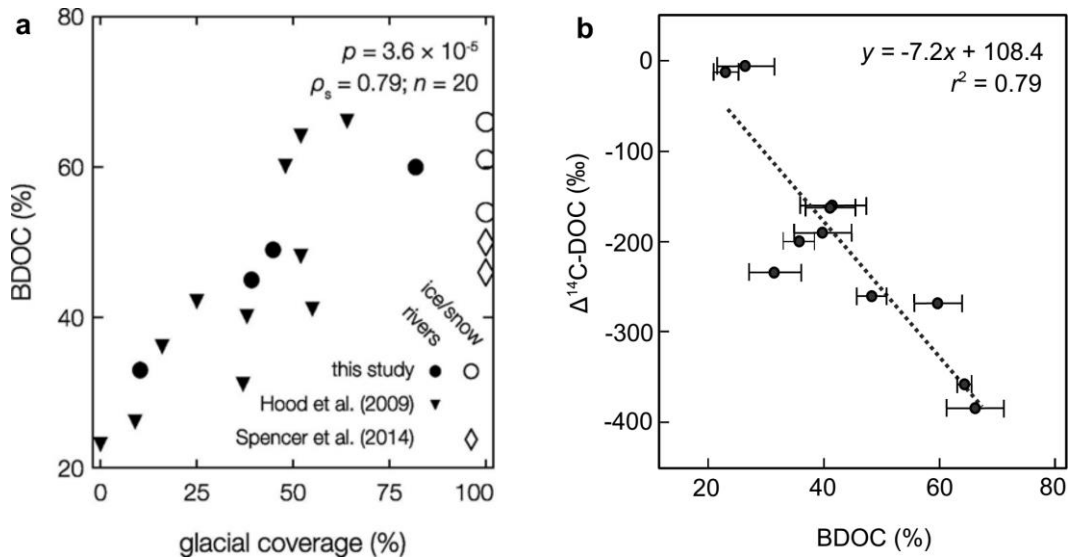 a
80
60
40
20
BDOC (%)
p = 3.6 × 10⁻⁵
ρₛ = 0.79; n = 20
rivers
ice/snow
this study
Hood et al. (2009)
Spencer et al. (2014)
0
25
50
75
100
glacial coverage (%)
b
0
-100
-200
-300
-400
Δ¹⁴C-DOC (‰)
y = -7.2x + 108.4
r² = 0.79
20
40
60
80
BDOC (%)